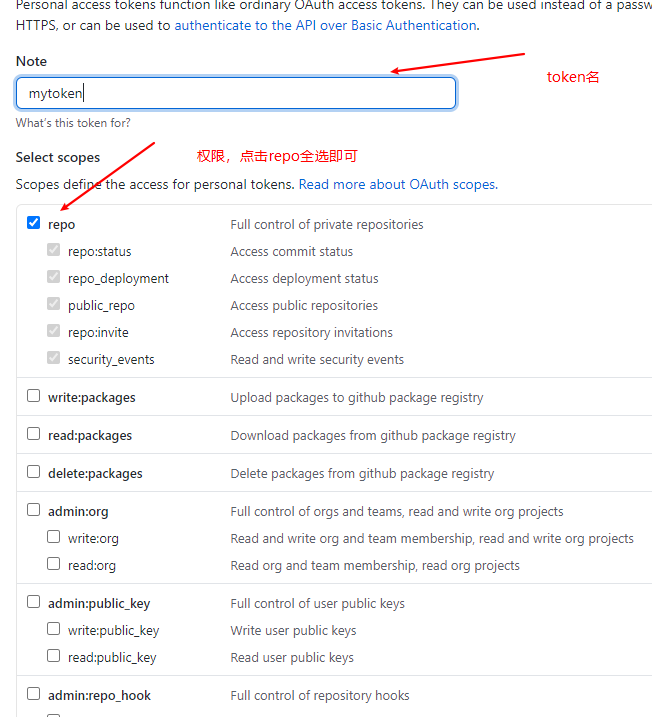 Personal access tokens function like ordinary OAuth access tokens. They can be used instead of a passw
HTTPS, or can be used to authenticate to the API over Basic Authentication.
Note
token名
mytoken
What's this token for?
权限，点击repo全选即可
Select scopes
Scopes define the access for personal tokens. Read more about OAuth scopes.
repo Full control of private repositories
repo:status Access commit status
repo_deployment Access deployment status
public_repo Access public repositories
repo:invite Access repository invitations
security_events Read and write security events
write:packages Upload packages to github package registry
read:packages Download packages from github package registry
delete:packages Delete packages from github package registry
admin:org Full control of orgs and teams, read and write org projects
write:org Read and write org and team membership, read and write org projects
read:org Read org and team membership, read org projects
admin:public_key Full control of user public keys
write:public_key Write user public keys
read:public_key Read user public keys
admin:repo_hook Full control of repository hooks